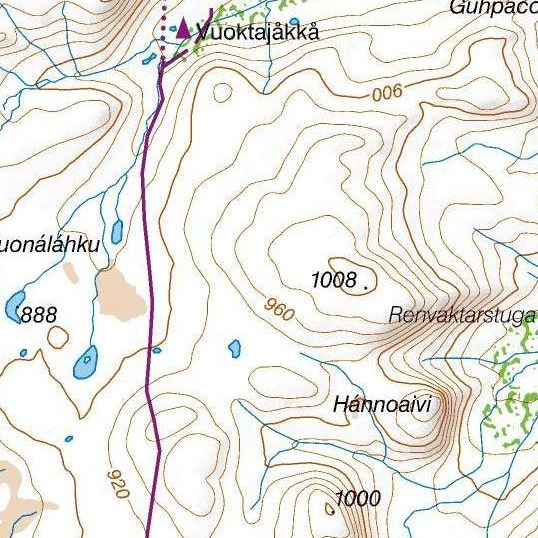 Guhpaco
Vuoktajåkkå
900
uonáláhku
1008
960
888
Renvaktarstuga
Hánnoaivi
920
1000